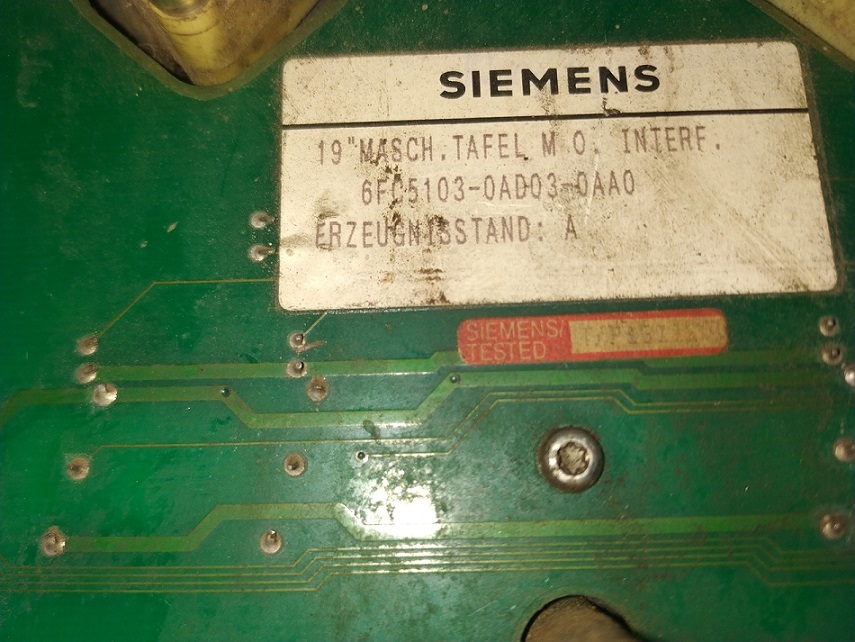 SIEMENS
19"MASCH.TAFEL M O. INTERF.
6FC5103-0AD03-0AA0
ERZEUGNISSTAND: A
SIEMENS/
TESTED